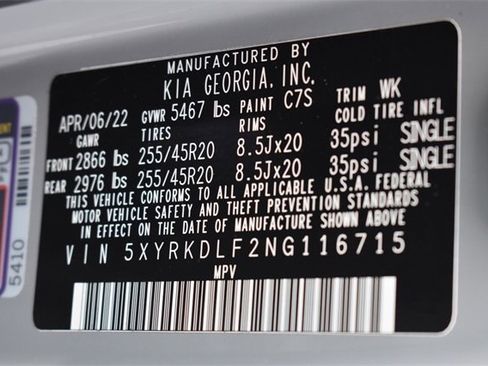 MANUFACTURED BY
KIA GEORGIA, INC.
APR/06/22 GVWR 5467 lbs PAINT C7S TRIM WK
GAWR TIRES RIMS COLD TIRE INFL
FRONT 2866 lbs 255/45R20 8.5Jx20 35psi SINGLE
REAR 2976 lbs 255/45R20 8.5Jx20 35psi SINGLE
THIS VEHICLE CONFORMS TO ALL APPLICABLE U.S.A. FEDERAL
MOTOR VEHICLE SAFETY AND THEFT PREVENTION STANDARDS
IN EFFECT ON THE DATE OF MANUFACTURE SHOWN ABOVE
VIN 5XYRKDLF2NG116715
MPV
5410